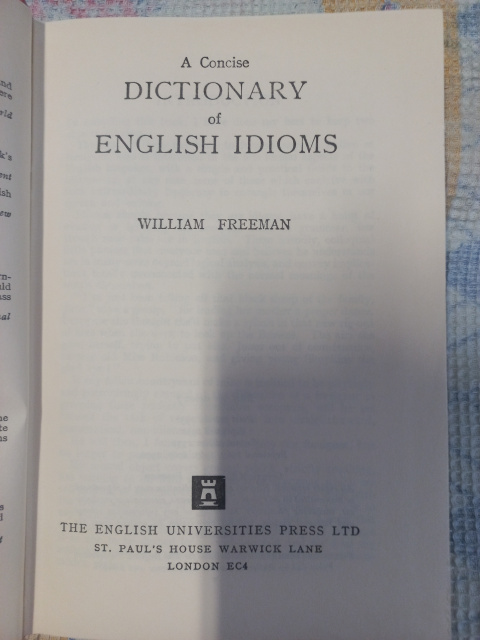 A Concise
DICTIONARY
of
ENGLISH IDIOMS
WILLIAM FREEMAN
THE ENGLISH UNIVERSITIES PRESS LTD
ST. PAUL'S HOUSE WARWICK LANE
LONDON EC4